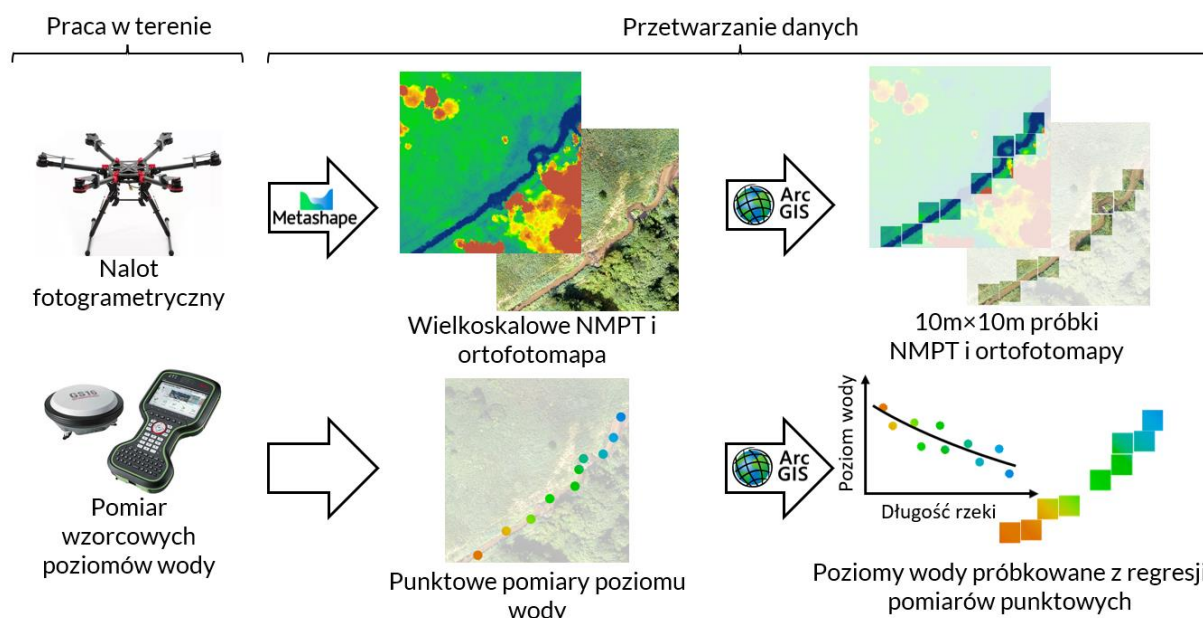 Praca w terenie
Przetwarzanie danych
Metashape
Arc
GIS
Nalot
fotogrametryczny
Wielkoskalowe NMPT i
ortofotomapa
10m×10m próbki
NMPT i ortofotomapy
GS16
Arc
GIS
Poziom wody
Długość rzeki
Pomiar
wzorcowych
poziomów wody
Punktowe pomiary poziomu
wody
Poziomy wody próbkowane z regresji
pomiarów punktowych